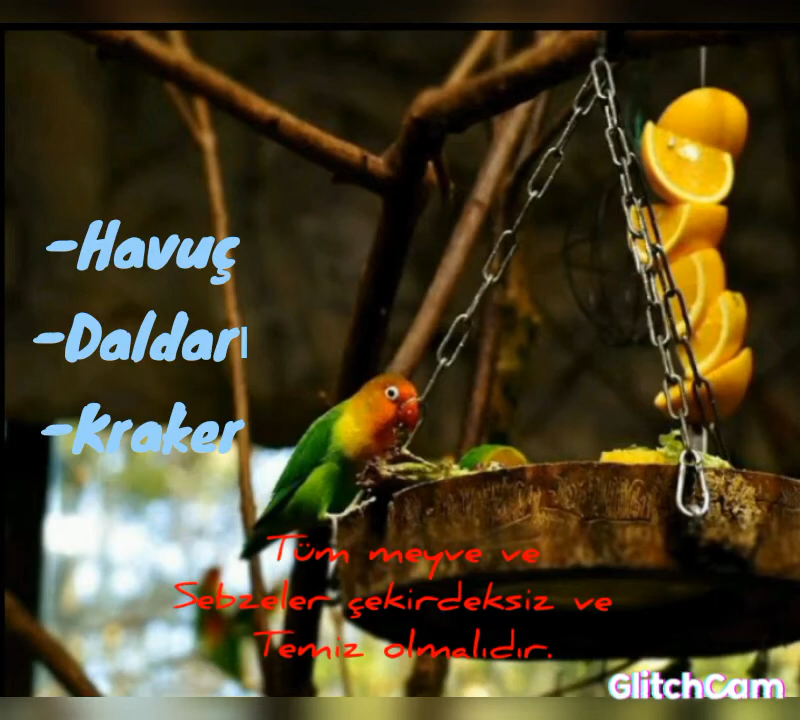 -Havuç
-Daldarı
-Kraker
Tüm meyve ve
Sebzeler çekirdeksiz ve
Temiz olmalıdır.
GlitchCam